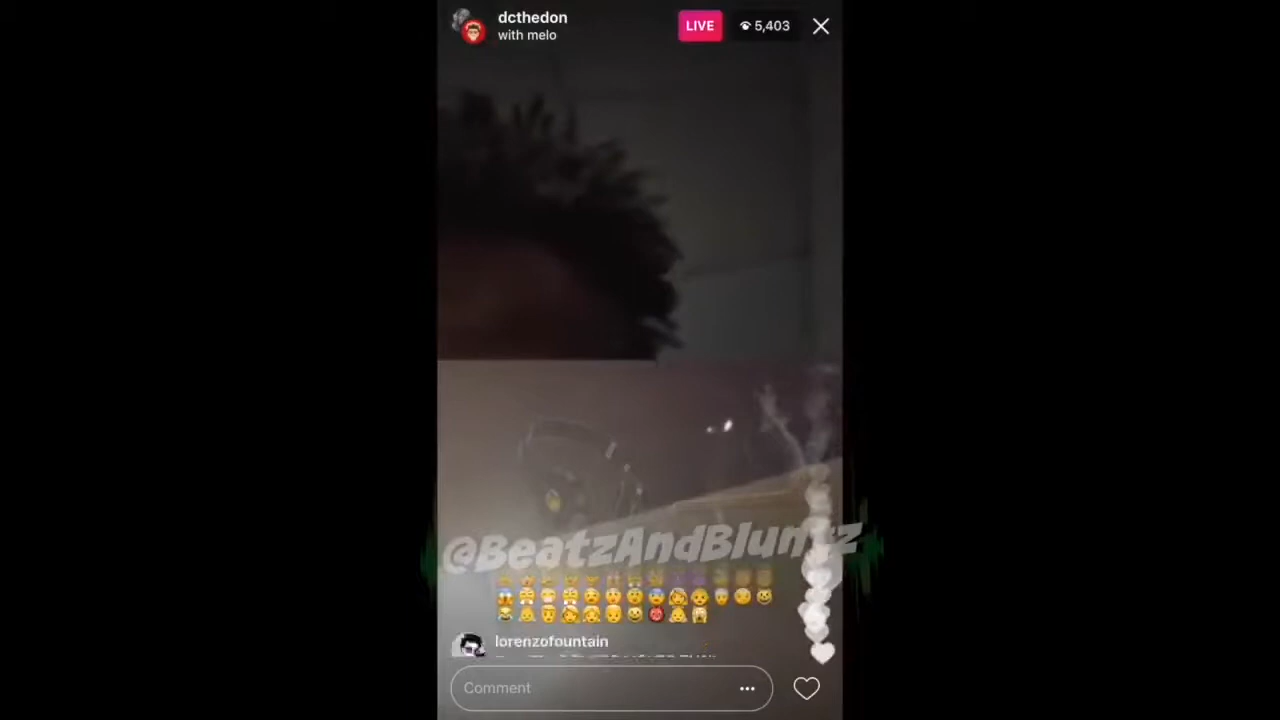 dcthedon
with melo
LIVE
5,403
@BeatzAndBluntz
lorenzofountain
Comment